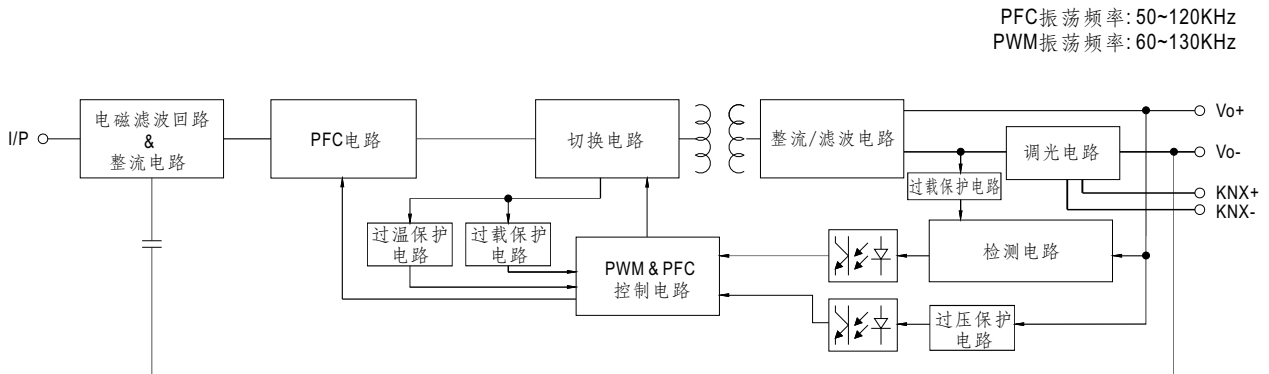 PFC振荡频率: 50~120KHz
PWM振荡频率: 60~130KHz
I/P
电磁滤波回路
&
整流电路
PFC电路
切换电路
整流/滤波电路
调光电路
Vo+
Vo-
KNX+
KNX-
过载保护电路
过温保护
电路
过载保护
电路
PWM & PFC
控制电路
检测电路
过压保护
电路